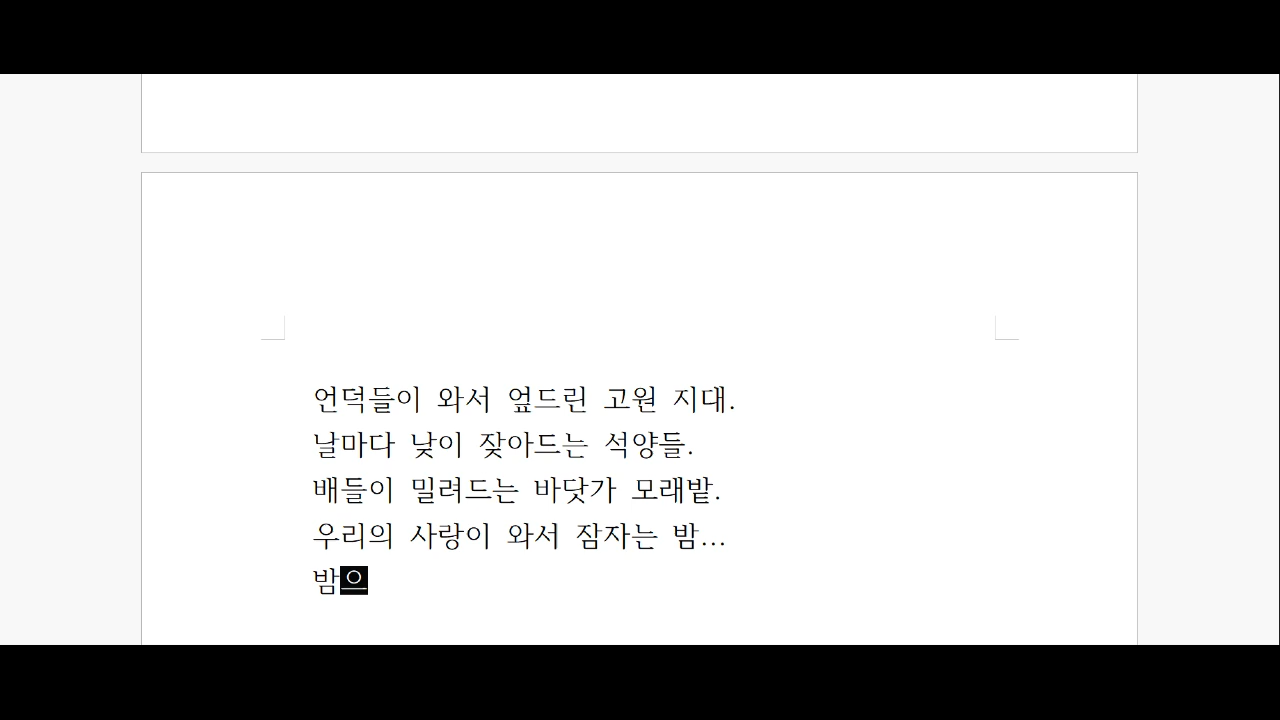 언덕들이 와서 엎드린 고원 지대.
날마다 낮이 잦아드는 석양들.
배들이 밀려드는 바닷가 모래밭.
우리의 사랑이 와서 잠자는 밤...
밤으